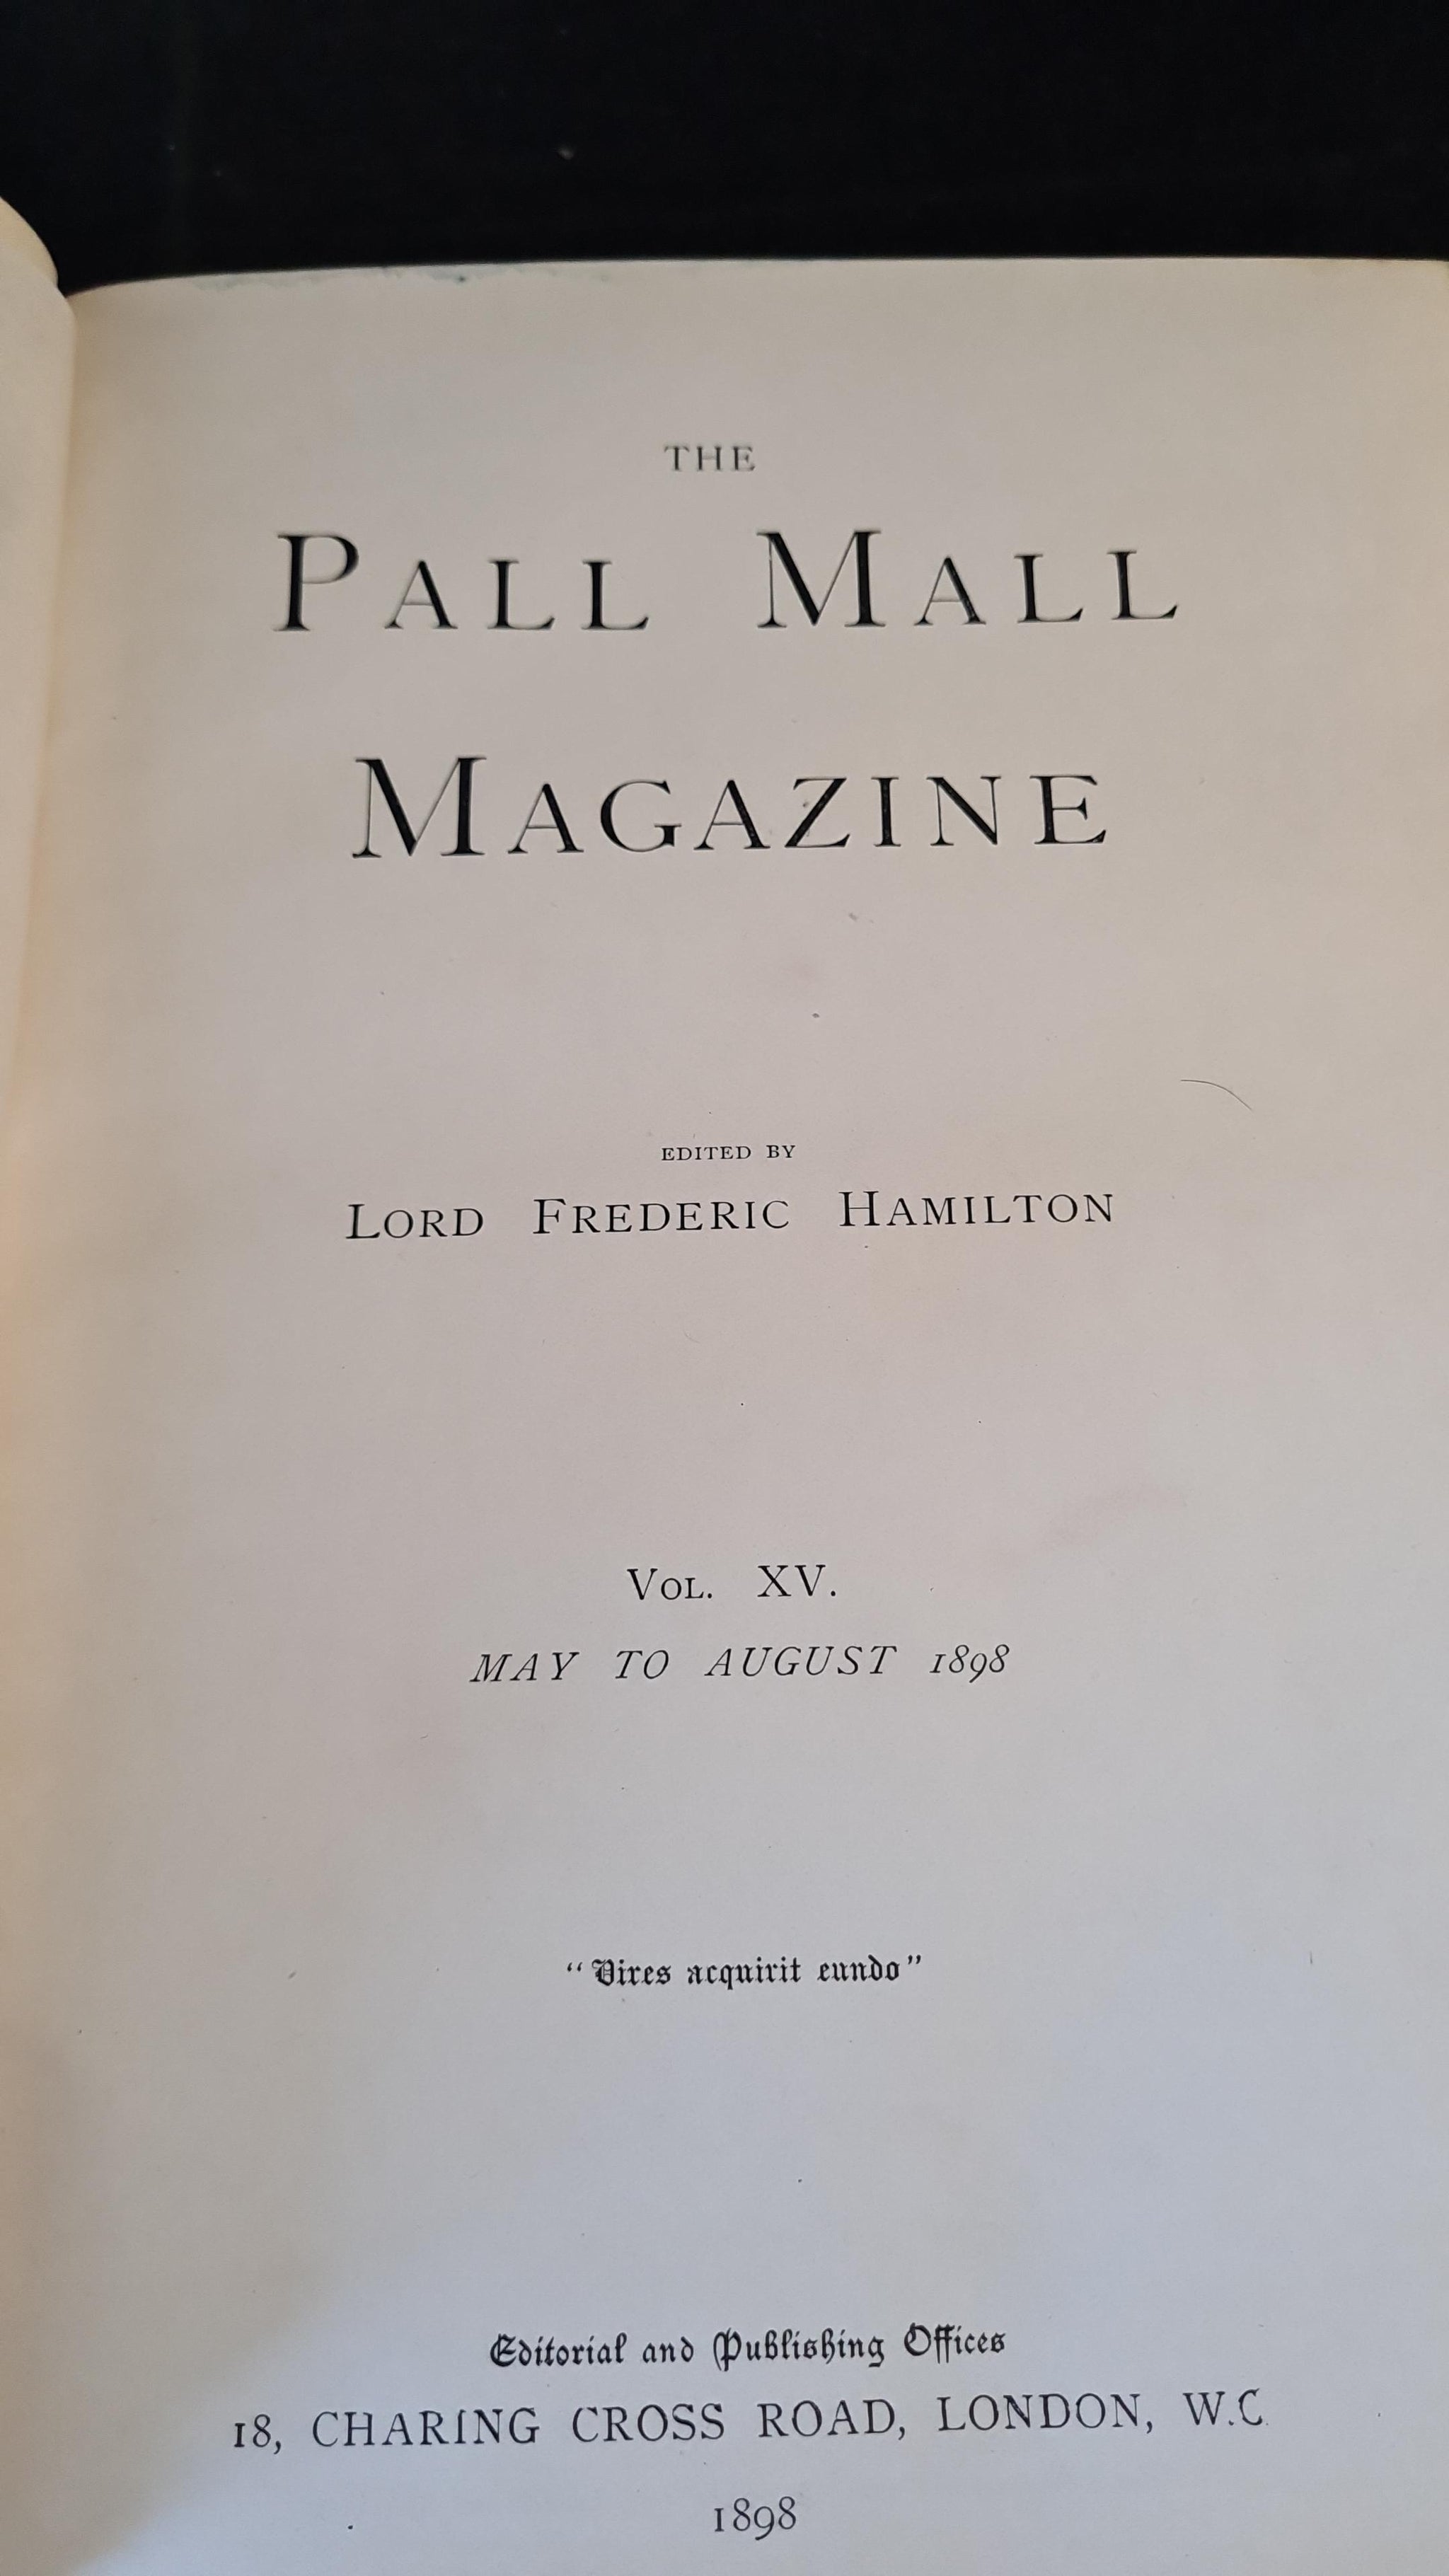 THE
PALL MALL
MAGAZINE
EDITED BY
LORD FREDERIC HAMILTON
VOL. XV.
MAY TO AUGUST 1898
“Vires acquirit eundo”
Editorial and Publishing Offices
18, CHARING CROSS ROAD, LONDON, W.C
1898